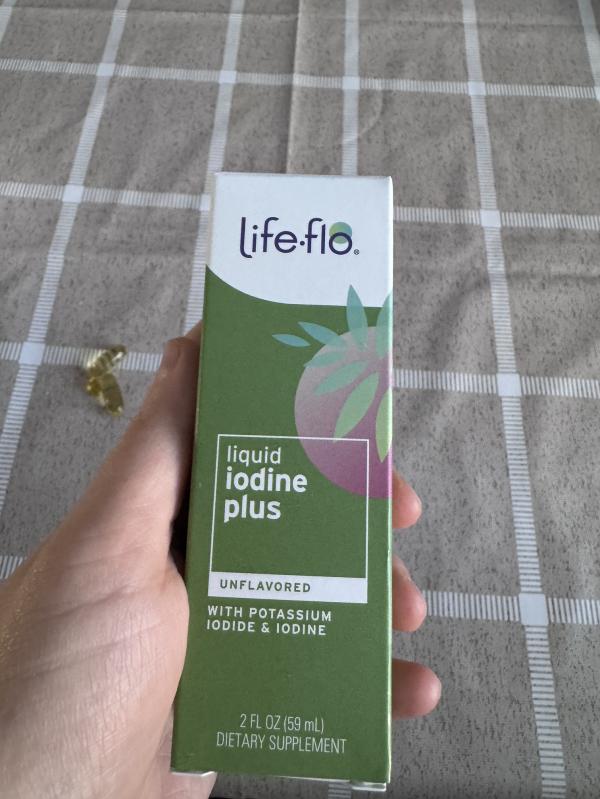 life·flo®
liquid
iodine
plus
UNFLAVORED
WITH POTASSIUM
IODIDE & IODINE
2 FL OZ (59 mL)
DIETARY SUPPLEMENT